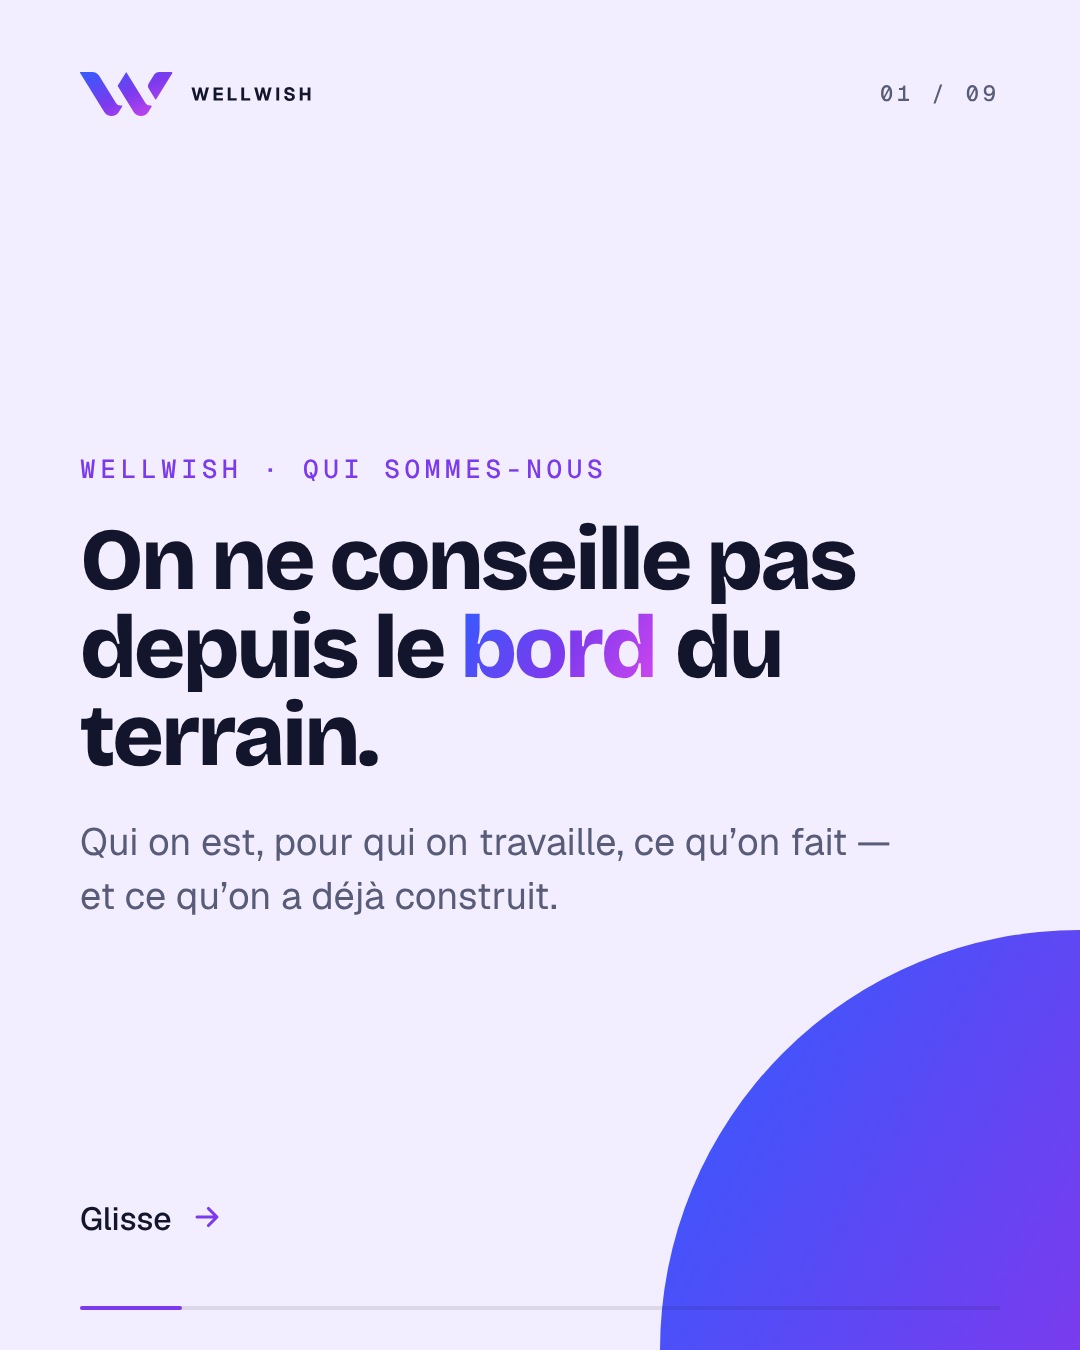 WELLWISH
01 / 09
WELLWISH · QUI SOMMES-NOUS
On ne conseille pas
depuis le bord du
terrain.
Qui on est, pour qui on travaille, ce qu’on fait —
et ce qu’on a déjà construit.
Glisse →